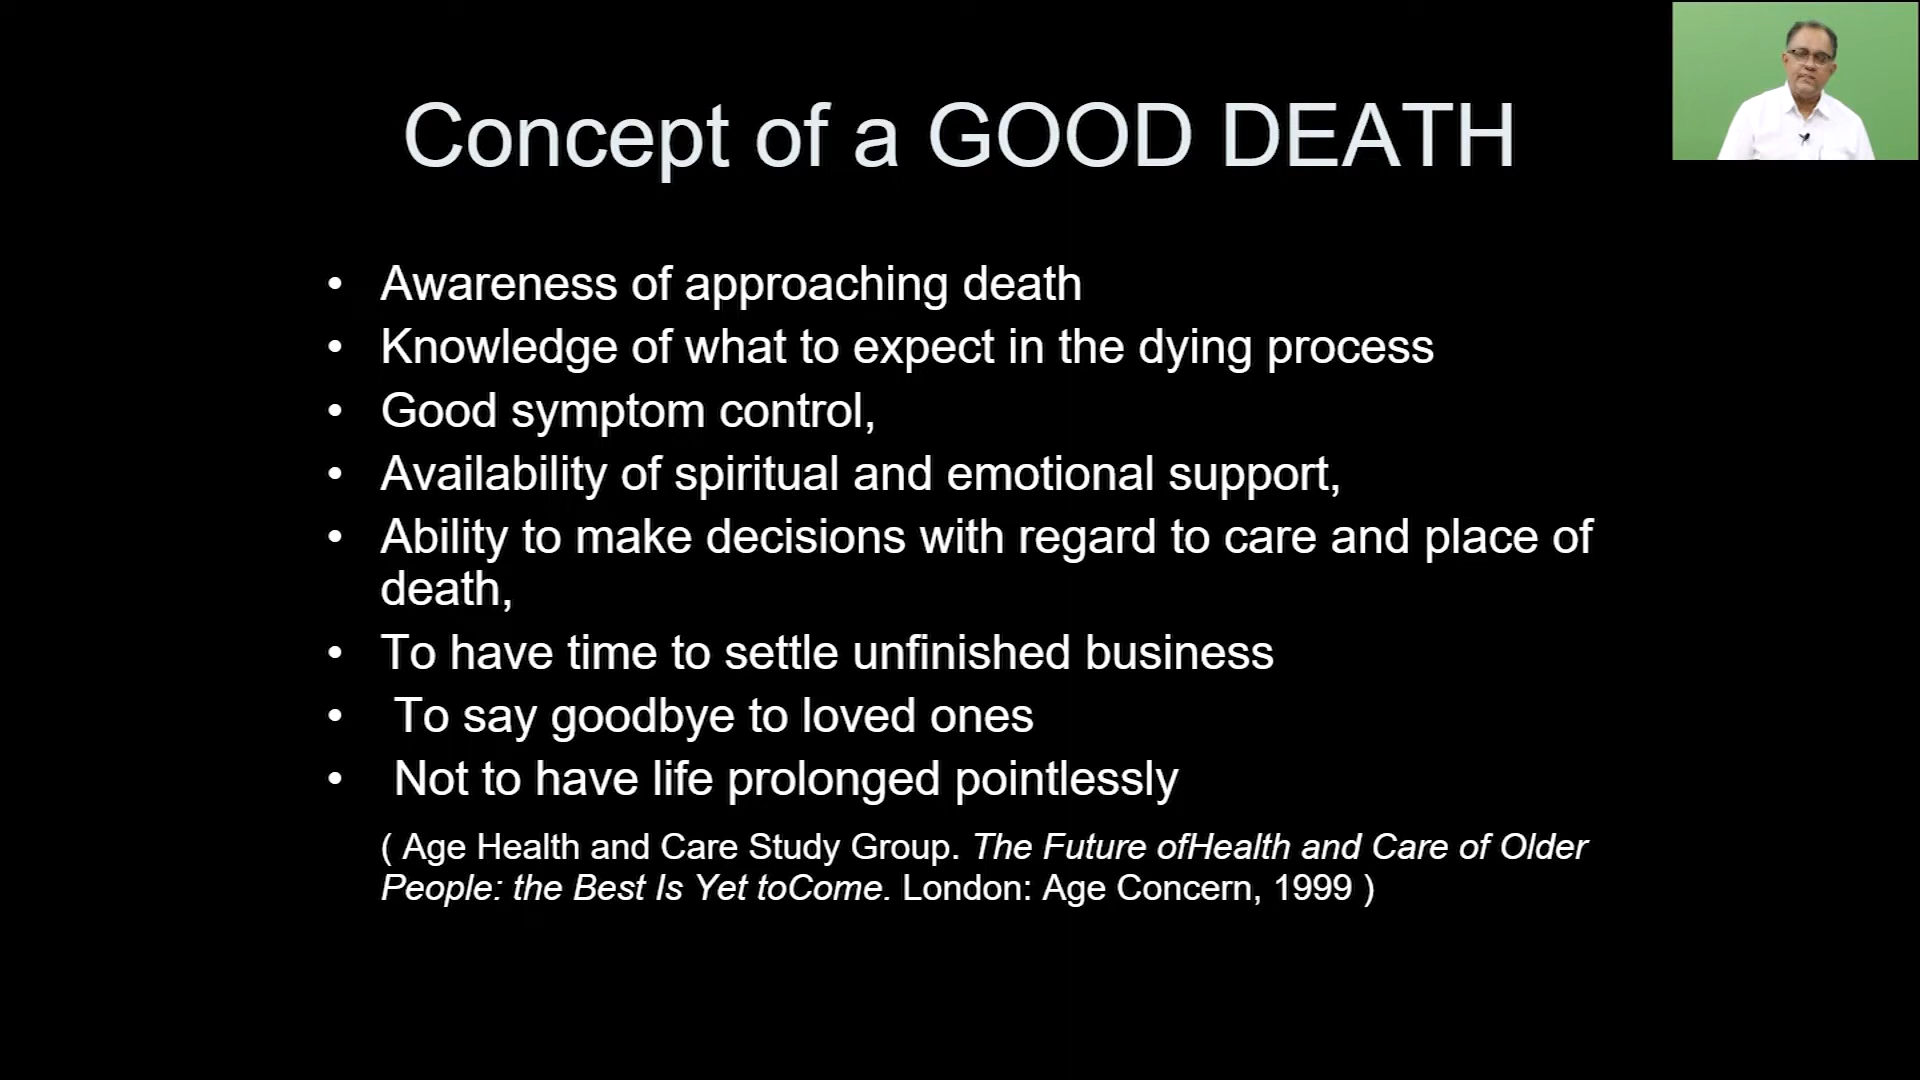 Concept of a GOOD DEATH
• Awareness of approaching death
• Knowledge of what to expect in the dying process
• Good symptom control,
• Availability of spiritual and emotional support,
• Ability to make decisions with regard to care and place of
death,
• To have time to settle unfinished business
• To say goodbye to loved ones
• Not to have life prolonged pointlessly
( Age Health and Care Study Group. The Future ofHealth and Care of Older
People: the Best Is Yet toCome. London: Age Concern, 1999 )